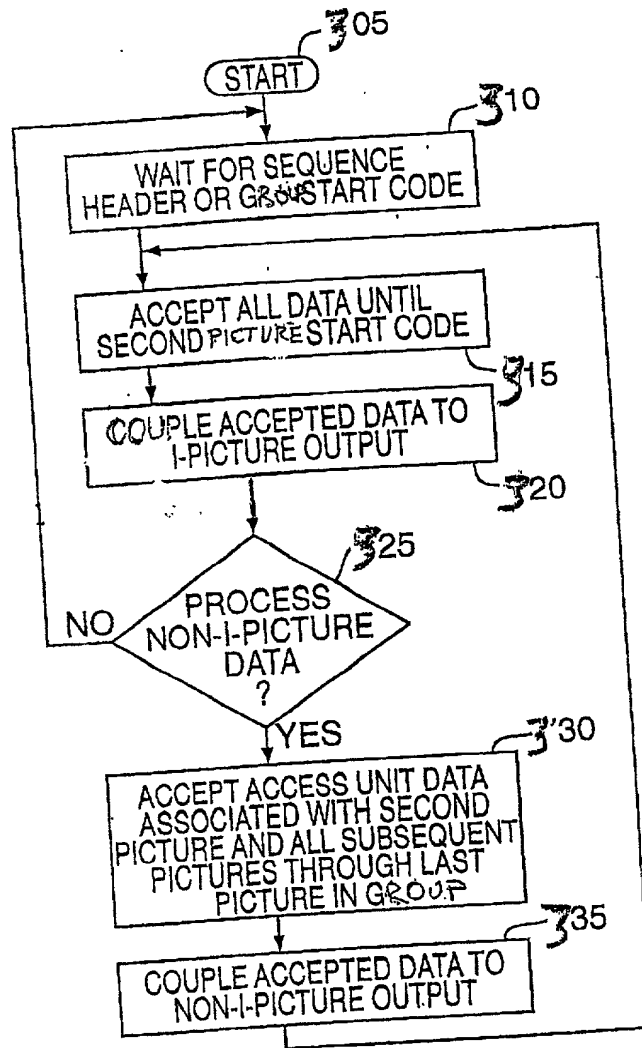 305
START
310
WAIT FOR SEQUENCE
HEADER OR GROUP START CODE
ACCEPT ALL DATA UNTIL
SECOND PICTURE START CODE
315
COUPLE ACCEPTED DATA TO
I-PICTURE OUTPUT
320
325
PROCESS
NON-I-PICTURE
DATA
?
NO
YES
330
ACCEPT ACCESS UNIT DATA
ASSOCIATED WITH SECOND
PICTURE AND ALL SUBSEQUENT
PICTURES THROUGH LAST
PICTURE IN GROUP
335
COUPLE ACCEPTED DATA TO
NON-I-PICTURE OUTPUT